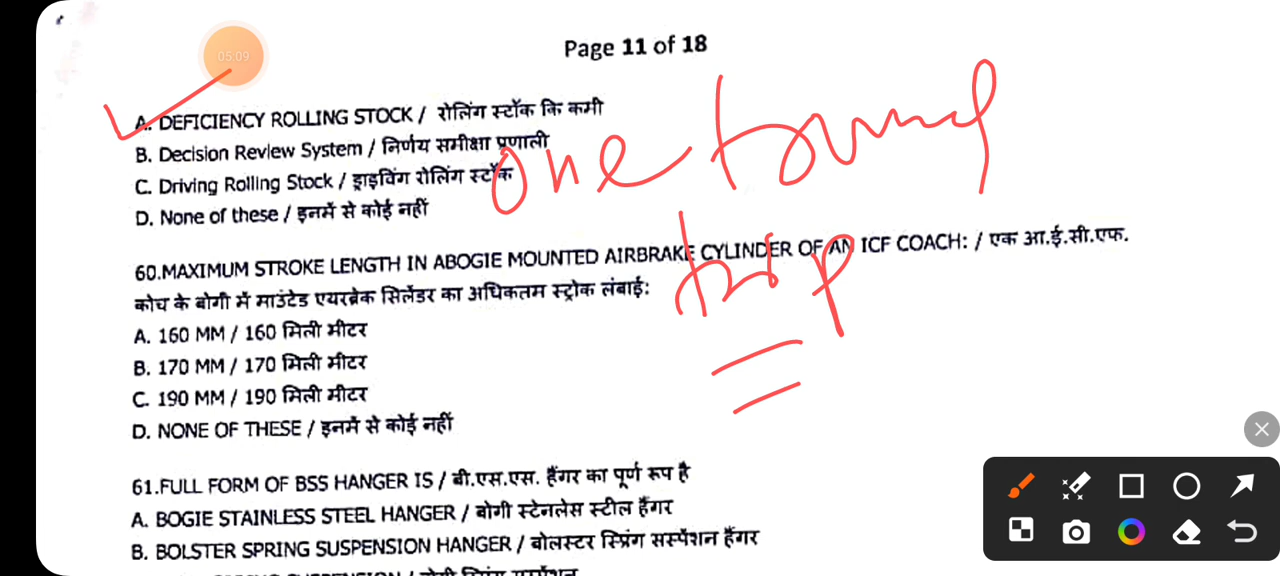 05:09
Page 11 of 18
A. DEFICIENCY ROLLING STOCK / रोलिंग स्टॉक कि कमी
B. Decision Review System / निर्णय समीक्षा प्रणाली
C. Driving Rolling Stock / ड्राइविंग रोलिंग स्टॉक
D. None of these / इनमें से कोई नहीं
one
60.MAXIMUM STROKE LENGTH IN ABOGIE MOUNTED AIRBRAKE CYLINDER OF AN ICF COACH: / एक आ.ई.सी.एफ.
कोच के बोगी में माउंटेड एयरब्रेक सिलेंडर का अधिकतम स्ट्रोक लंबाई:
A. 160 MM / 160 मिली मीटर
B. 170 MM / 170 मिली मीटर
C. 190 MM / 190 मिली मीटर
D. NONE OF THESE / इनमें से कोई नहीं
61.FULL FORM OF BSS HANGER IS / बी.एस.एस. हैंगर का पूर्ण रूप है
A. BOGIE STAINLESS STEEL HANGER / बोगी स्टेनलेस स्टील हैंगर
B. BOLSTER SPRING SUSPENSION HANGER / बोलस्टर स्प्रिंग सस्पेंशन हैंगर